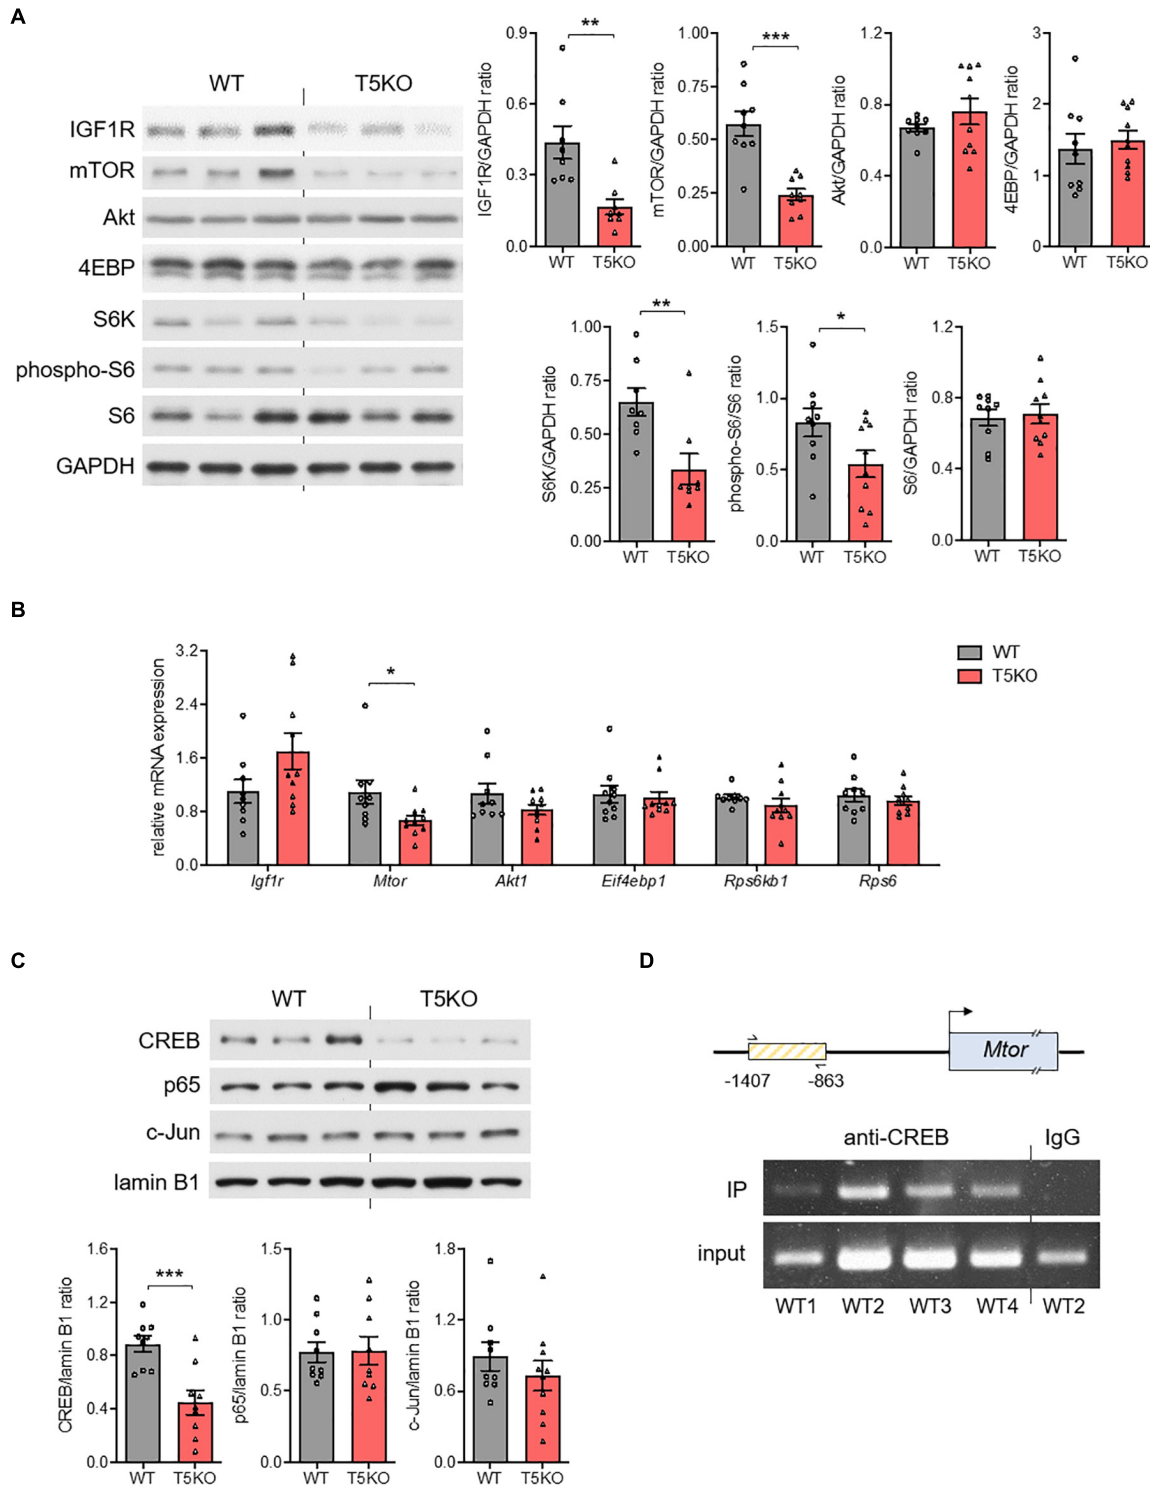 A
WT T5KO
IGF1R
mTOR
Akt
4EBP
S6K
phospho-S6
S6
GAPDH
IGF1R/GAPDH ratio
0.9
0.6
0.3
0.0
**
WT T5KO
mTOR/GAPDH ratio
1.00
0.75
0.50
0.25
0.00
***
WT T5KO
Akt/GAPDH ratio
1.2
0.8
0.4
0.0
WT T5KO
4EBP/GAPDH ratio
3
2
1
0
WT T5KO
S6K/GAPDH ratio
1.00
0.75
0.50
0.25
0.00
**
WT T5KO
phospho-S6/S6 ratio
1.5
1.0
0.5
0.0
*
WT T5KO
S6/GAPDH ratio
1.2
0.8
0.4
0.0
WT T5KO
B
relative mRNA expression
3.2
2.4
1.6
0.8
0.0
*
WT
T5KO
Igf1r Mtor Akt1 Eif4ebp1 Rps6kb1 Rps6
C
WT T5KO
CREB
p65
c-Jun
lamin B1
CREB/lamin B1 ratio
1.6
1.2
0.8
0.4
0.0
***
WT T5KO
p65/lamin B1 ratio
1.5
1.0
0.5
0.0
WT T5KO
c-Jun/lamin B1 ratio
1.8
1.2
0.6
0.0
WT T5KO
D
Mtor
-1407 -863
anti-CREB IgG
IP
input
WT1 WT2 WT3 WT4 WT2